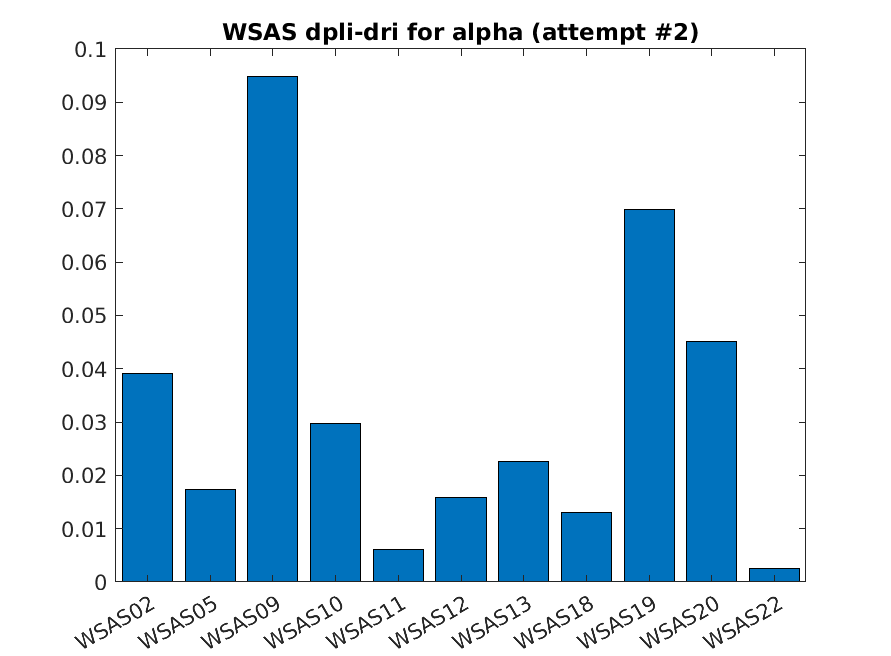 WSAS dpli-dri for alpha (attempt #2)
0.1
0.09
0.08
0.07
0.06
0.05
0.04
0.03
0.02
0.01
0
WSAS02
WSAS05
WSAS09
WSAS10
WSAS11
WSAS12
WSAS13
WSAS18
WSAS19
WSAS20
WSAS22